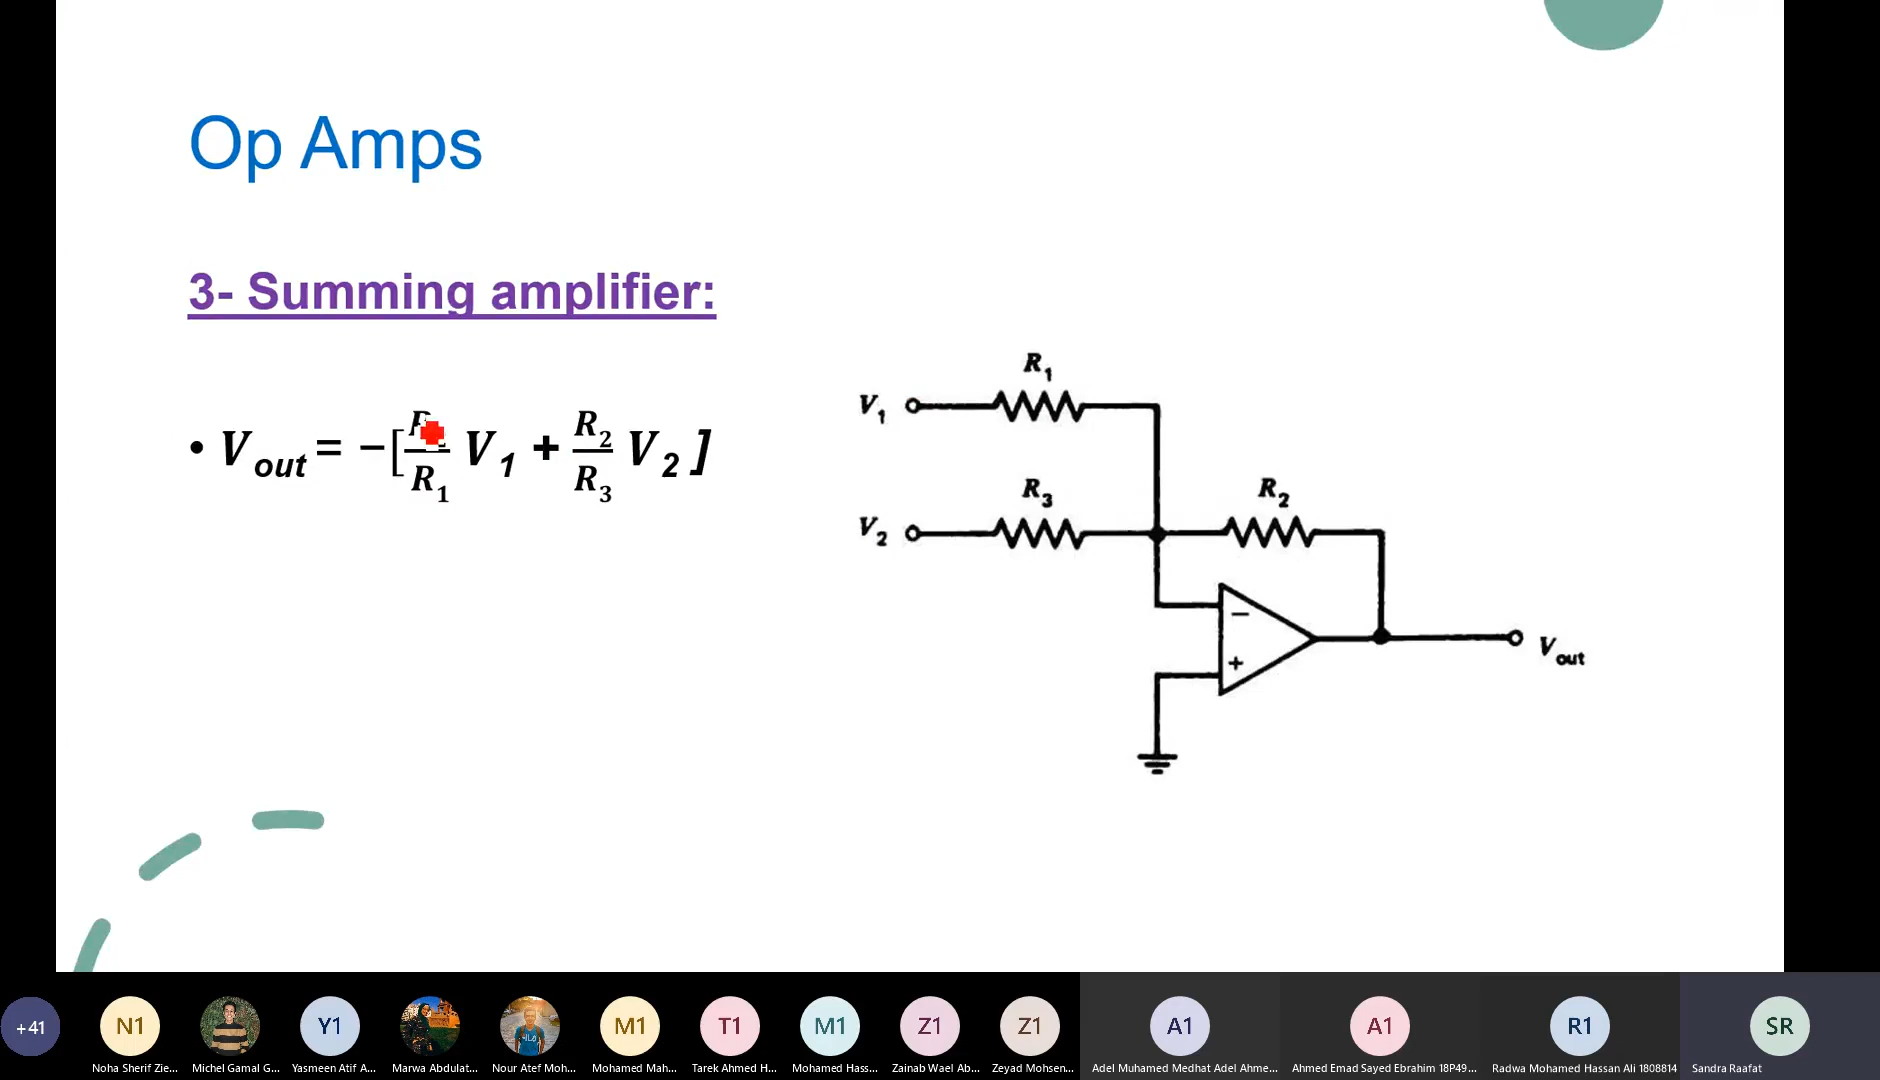 Op Amps
3- Summing amplifier:
• V_out = −[ /R₁ V₁ + R₂/R₃ V₂ ]
R₁
V₁
R₃
R₂
V₂
−
+
V_out
+41
N1
Y1
M1
T1
M1
Z1
Z1
A1
A1
R1
SR
Noha Sherif Zie...
Michel Gamal G...
Yasmeen Atif A...
Marwa Abdulat...
Nour Atef Moh...
Mohamed Mah...
Tarek Ahmed H...
Mohamed Hass...
Zainab Wael Ab...
Zeyad Mohsen...
Adel Muhamed Medhat Adel Ahme...
Ahmed Emad Sayed Ebrahim 18P49...
Radwa Mohamed Hassan Ali 1808814
Sandra Raafat